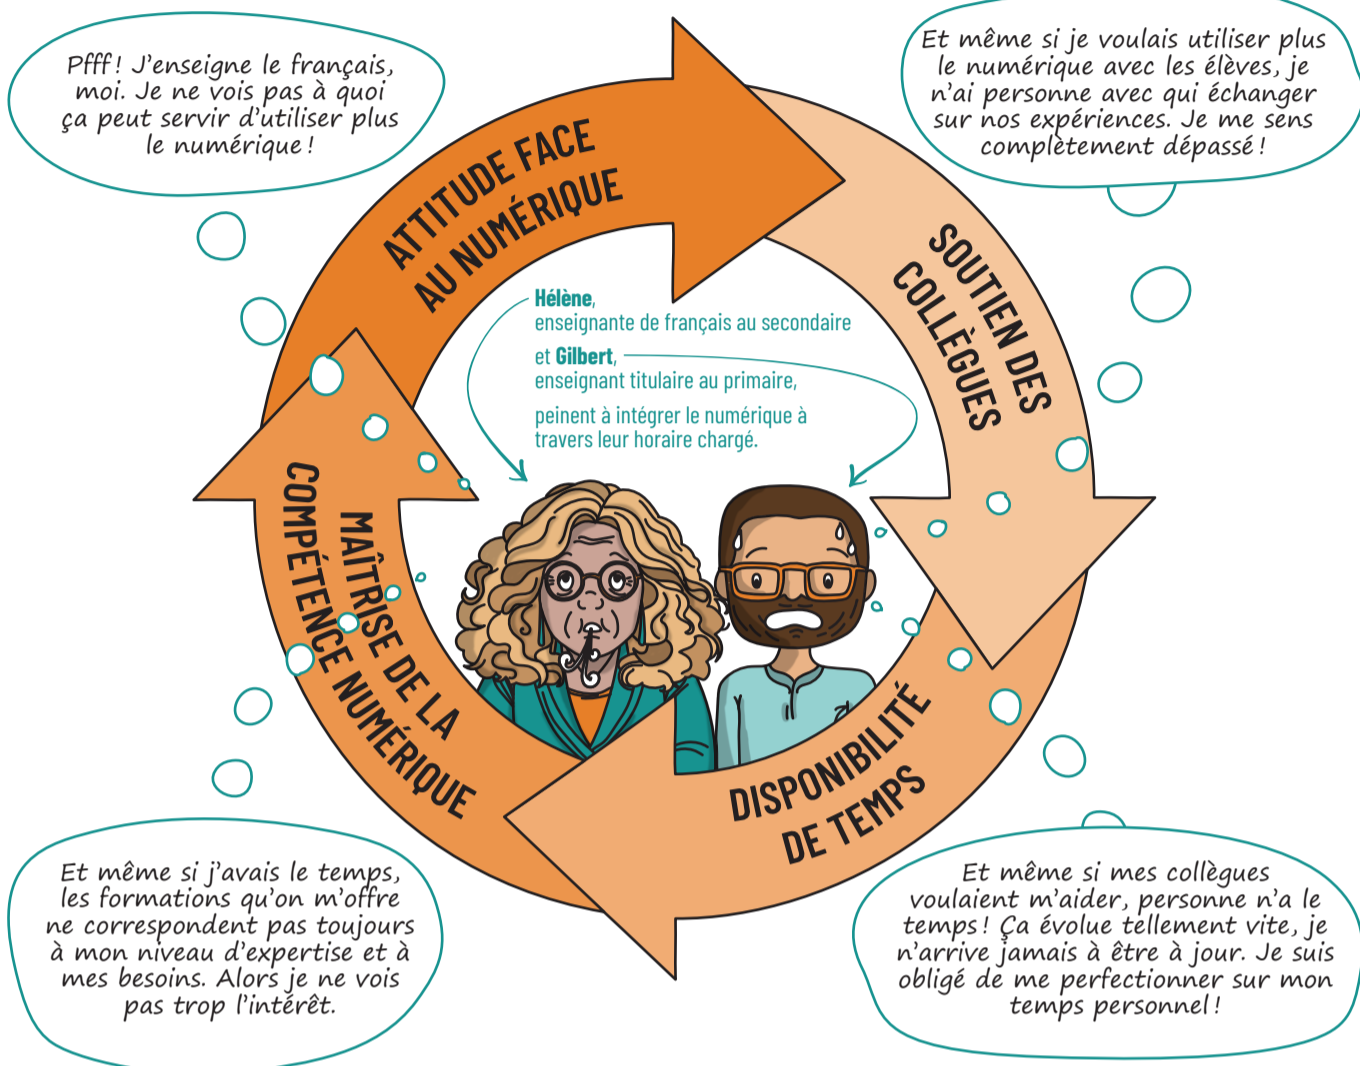 Pfff! J'enseigne le français,
moi. Je ne vois pas à quoi
ça peut servir d'utiliser plus
le numérique!
Et même si je voulais utiliser plus
le numérique avec les élèves, je
n'ai personne avec qui échanger
sur nos expériences. Je me sens
complètement dépassé!
ATTITUDE FACE
AU NUMÉRIQUE
SOUTIEN DES
COLLÈGUES
Hélène,
enseignante de français au secondaire
et Gilbert,
enseignant titulaire au primaire,
peinent à intégrer le numérique à
travers leur horaire chargé.
MAÎTRISE DE LA
COMPÉTENCE NUMÉRIQUE
DISPONIBILITÉ
DE TEMPS
Et même si j'avais le temps,
les formations qu'on m'offre
ne correspondent pas toujours
à mon niveau d'expertise et à
mes besoins. Alors je ne vois
pas trop l'intérêt.
Et même si mes collègues
voulaient m'aider, personne n'a le
temps! Ça évolue tellement vite, je
n'arrive jamais à être à jour. Je suis
obligé de me perfectionner sur mon
temps personnel!